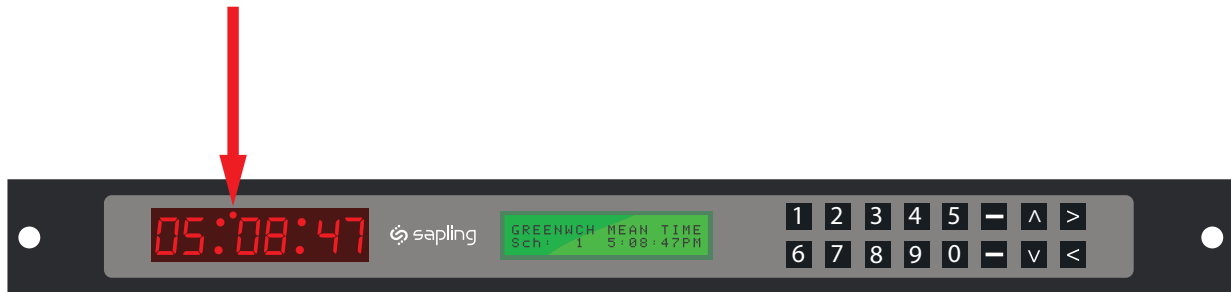 05:08:47
sapling
GREENWCH MEAN TIME
Sch: 1 5:08:47PM
1 2 3 4 5 – ʌ >
6 7 8 9 0 – v <